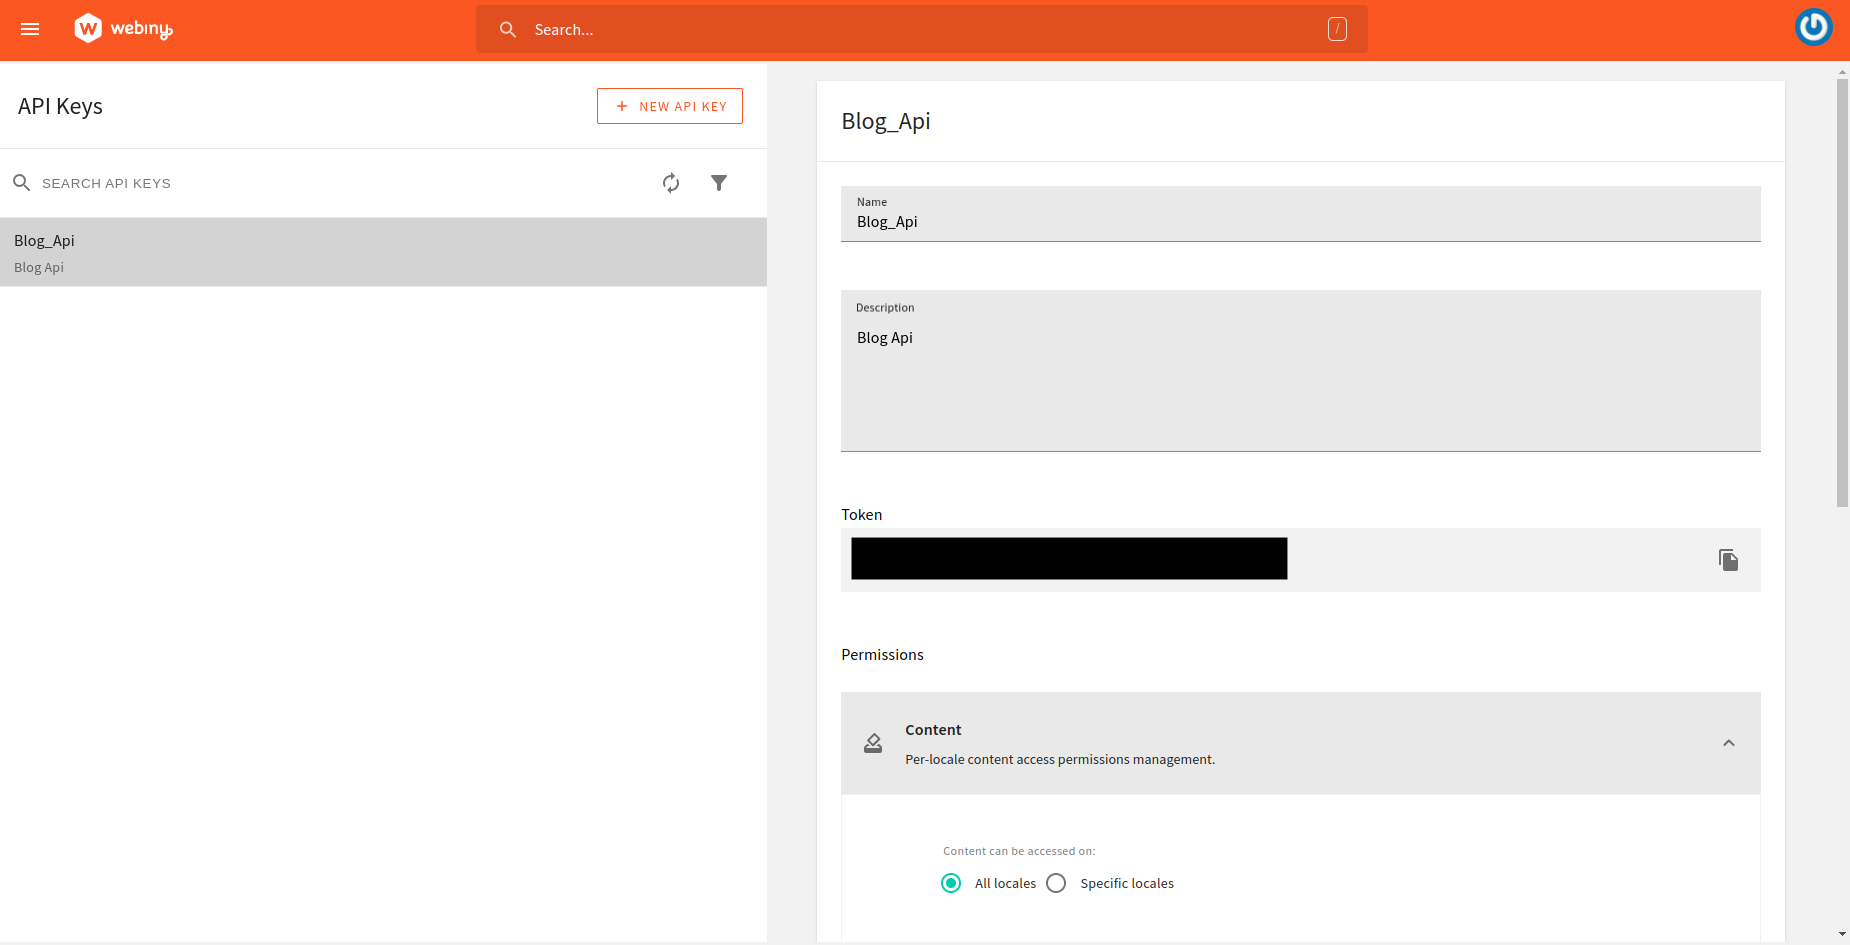 webiny
Search...
/
API Keys
+ NEW API KEY
SEARCH API KEYS
Blog_Api
Blog Api
Blog_Api
Name
Blog_Api
Description
Blog Api
Token
Permissions
Content
Per-locale content access permissions management.
Content can be accessed on:
All locales
Specific locales